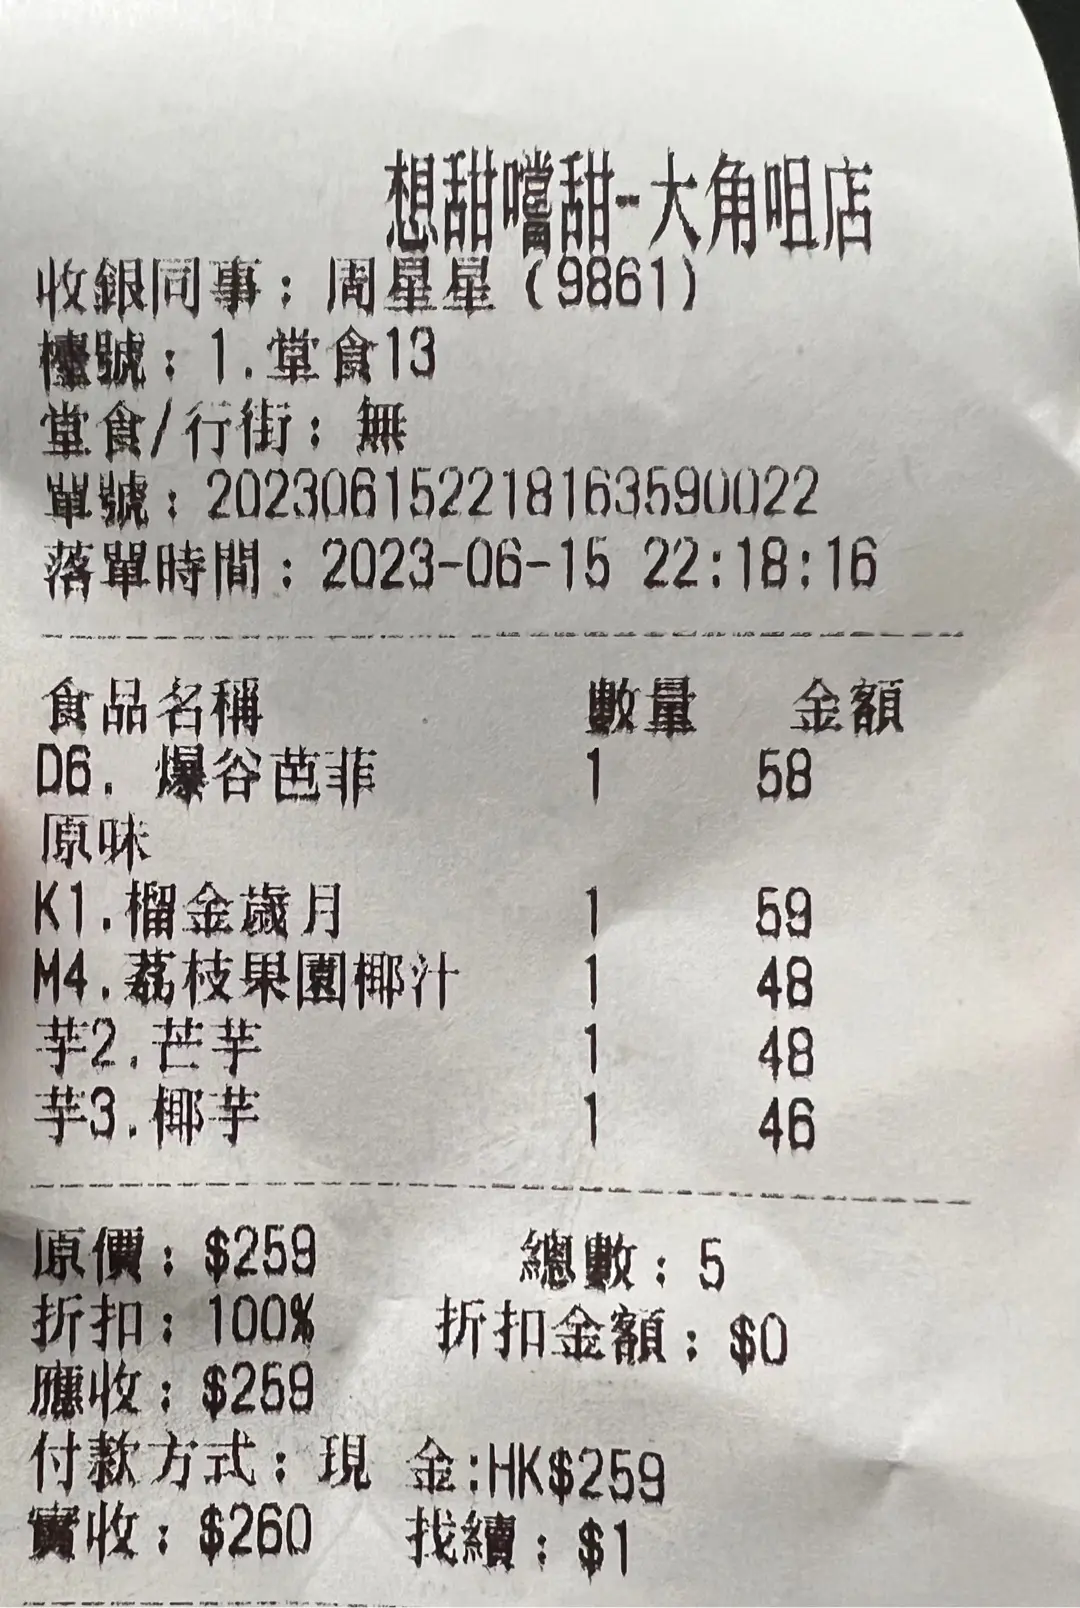 想甜嚐甜-大角咀店
收銀同事：周星星（9861）
檯號：1.堂食13
堂食/行街：無
單號：202306152218163590022
落單時間：2023-06-15 22:18:16
食品名稱 數量 金額
D6. 爆谷芭菲 1 58
原味
K1.榴金歲月 1 59
M4.荔枝果園椰汁 1 48
芋2.芒芋 1 48
芋3.椰芋 1 46
原價：$259 總數：5
折扣：100% 折扣金額：$0
應收：$259
付款方式：現 金:HK$259
實收：$260 找續：$1